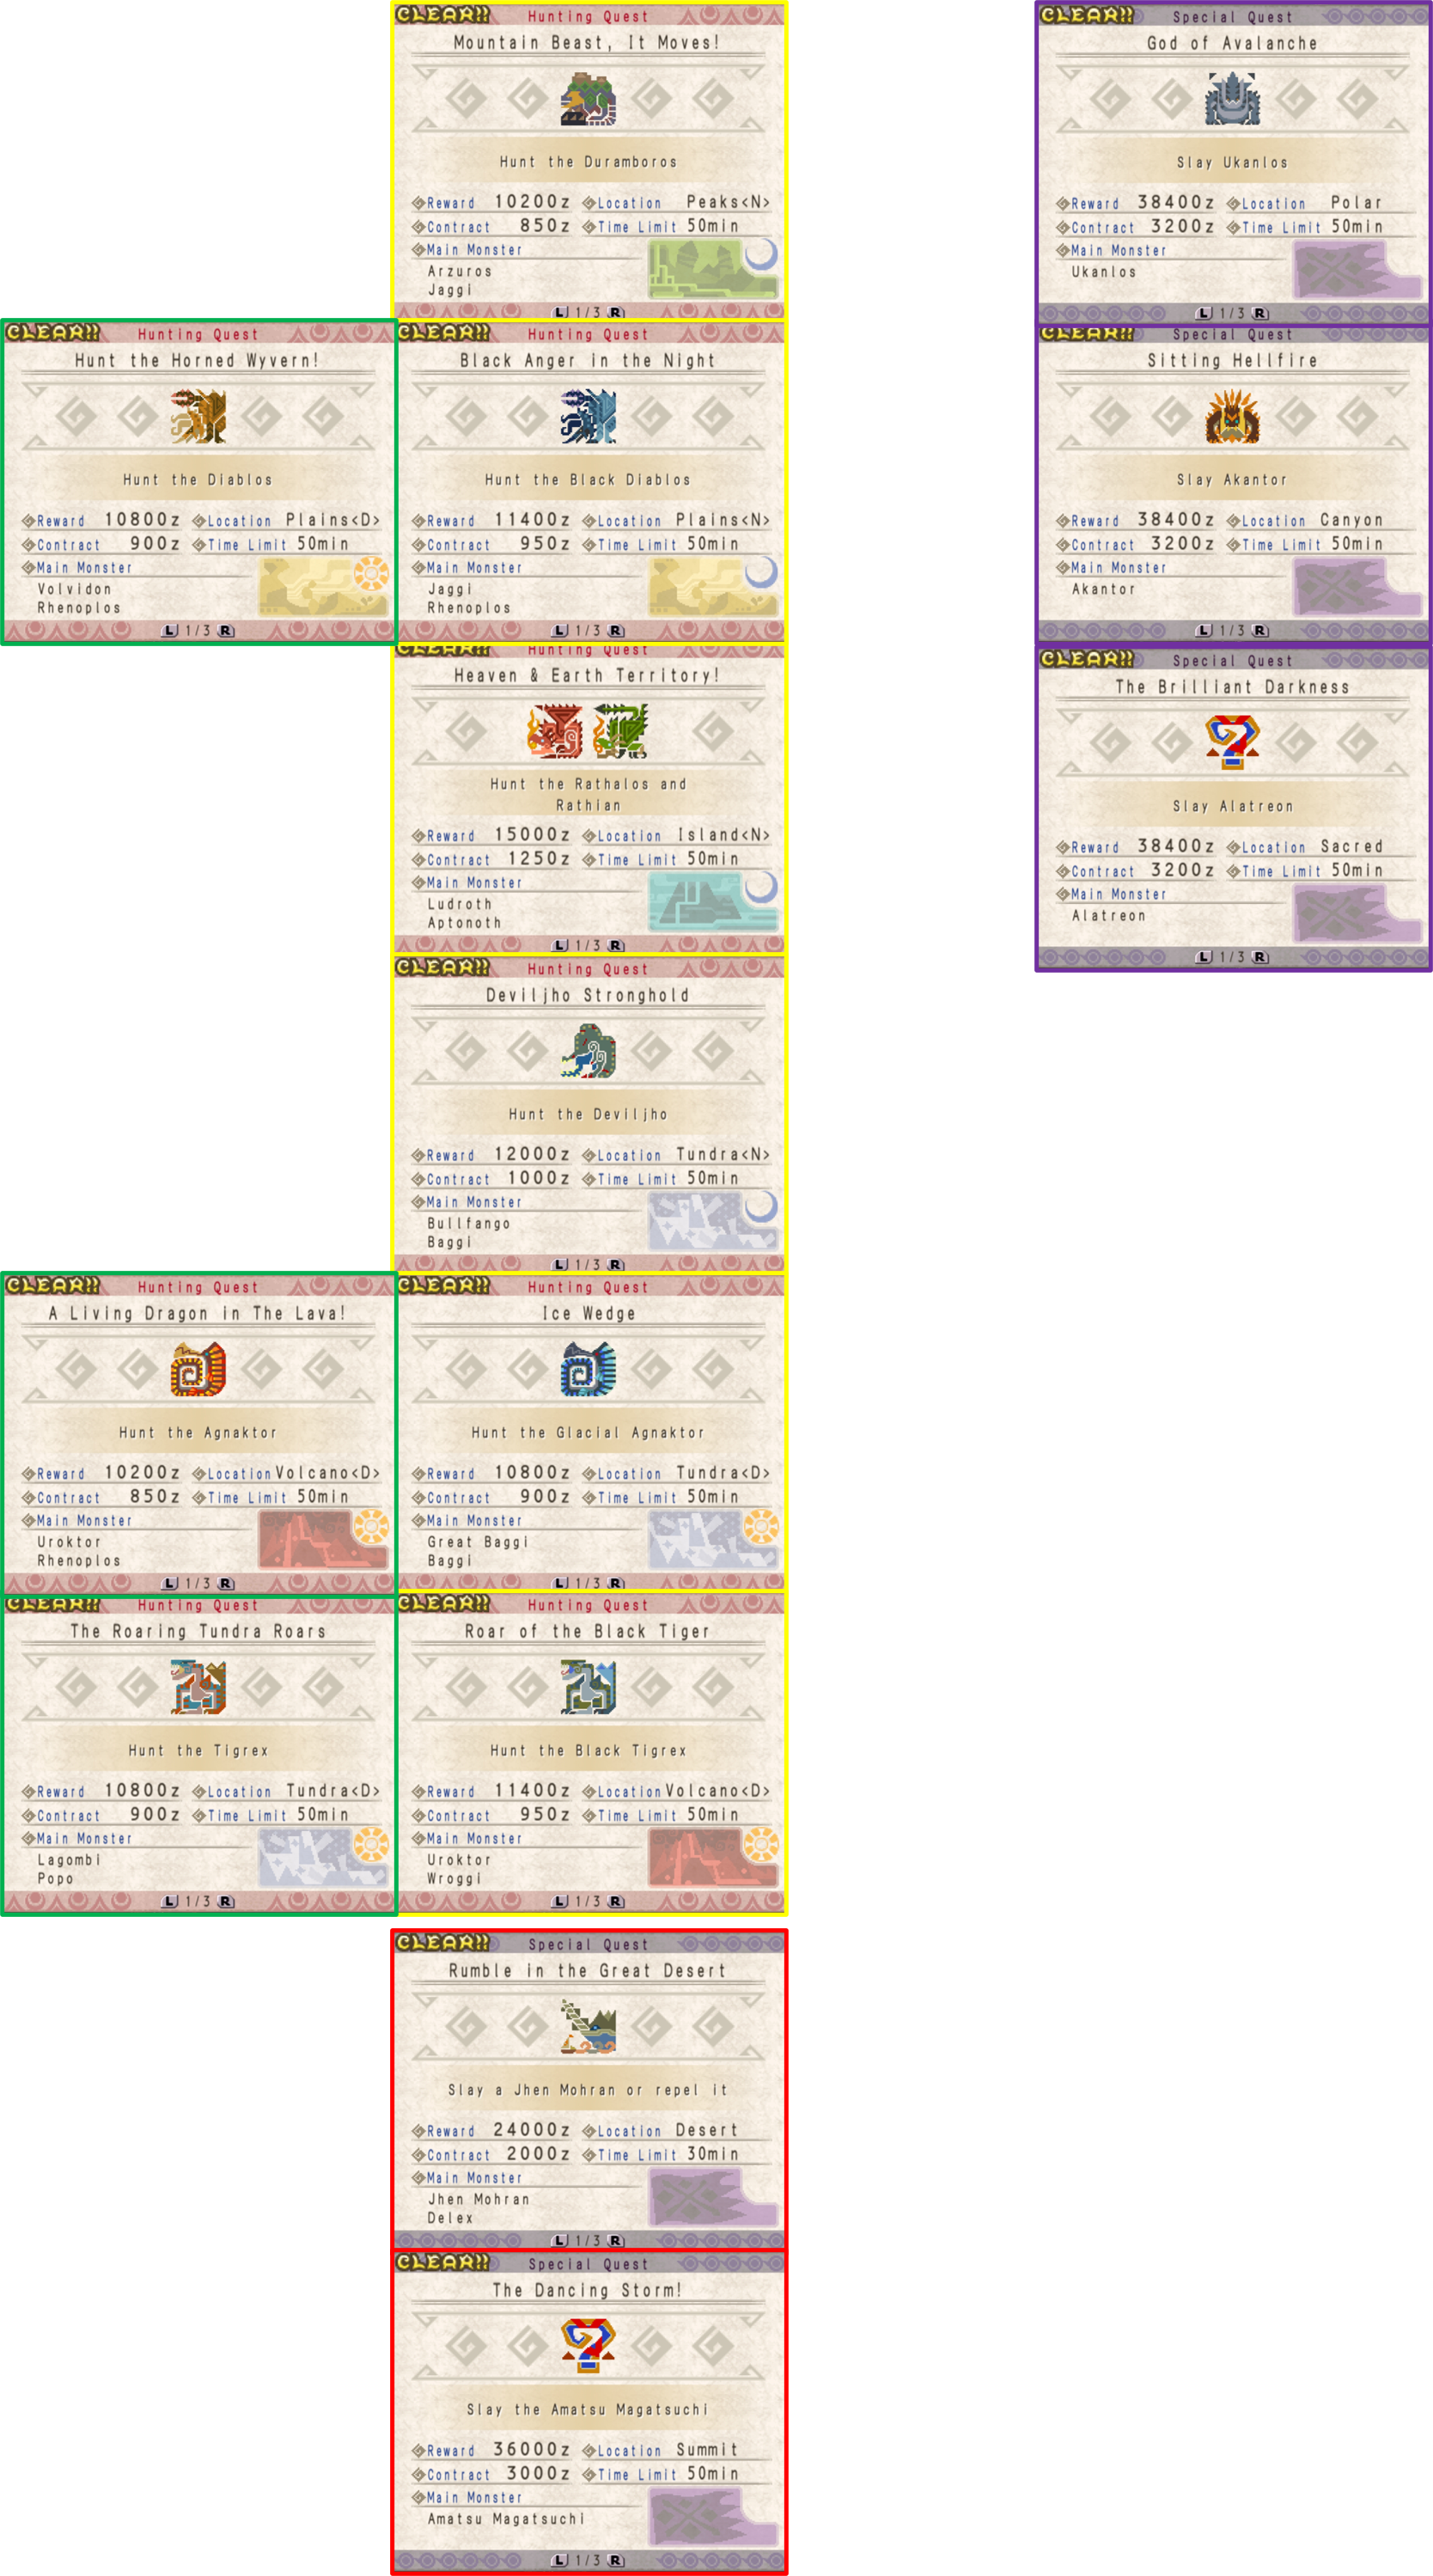 CLEAR!! Hunting Quest
Mountain Beast, It Moves!
Hunt the Duramboros
Reward 10200z Location Peaks<N>
Contract 850z Time Limit 50min
Main Monster
Arzuros
Jaggi
L 1/3 R
CLEAR!! Special Quest
God of Avalanche
Slay Ukanlos
Reward 38400z Location Polar
Contract 3200z Time Limit 50min
Main Monster
Ukanlos
L 1/3 R
CLEAR!! Hunting Quest
Hunt the Horned Wyvern!
Hunt the Diablos
Reward 10800z Location Plains<D>
Contract 900z Time Limit 50min
Main Monster
Volvidon
Rhenoplos
L 1/3 R
CLEAR!! Hunting Quest
Black Anger in the Night
Hunt the Black Diablos
Reward 11400z Location Plains<N>
Contract 950z Time Limit 50min
Main Monster
Jaggi
Rhenoplos
L 1/3 R
CLEAR!! Special Quest
Sitting Hellfire
Slay Akantor
Reward 38400z Location Canyon
Contract 3200z Time Limit 50min
Main Monster
Akantor
L 1/3 R
CLEAR!! Hunting Quest
Heaven & Earth Territory!
Hunt the Rathalos and
Rathian
Reward 15000z Location Island<N>
Contract 1250z Time Limit 50min
Main Monster
Ludroth
Aptonoth
L 1/3 R
CLEAR!! Special Quest
The Brilliant Darkness
Slay Alatreon
Reward 38400z Location Sacred
Contract 3200z Time Limit 50min
Main Monster
Alatreon
L 1/3 R
CLEAR!! Hunting Quest
Deviljho Stronghold
Hunt the Deviljho
Reward 12000z Location Tundra<N>
Contract 1000z Time Limit 50min
Main Monster
Bullfango
Baggi
L 1/3 R
CLEAR!! Hunting Quest
A Living Dragon in The Lava!
Hunt the Agnaktor
Reward 10200z Location Volcano<D>
Contract 850z Time Limit 50min
Main Monster
Uroktor
Rhenoplos
L 1/3 R
CLEAR!! Hunting Quest
Ice Wedge
Hunt the Glacial Agnaktor
Reward 10800z Location Tundra<D>
Contract 900z Time Limit 50min
Main Monster
Great Baggi
Baggi
L 1/3 R
CLEAR!! Hunting Quest
The Roaring Tundra Roars
Hunt the Tigrex
Reward 10800z Location Tundra<D>
Contract 900z Time Limit 50min
Main Monster
Lagombi
Popo
L 1/3 R
CLEAR!! Hunting Quest
Roar of the Black Tiger
Hunt the Black Tigrex
Reward 11400z Location Volcano<D>
Contract 950z Time Limit 50min
Main Monster
Uroktor
Wroggi
L 1/3 R
CLEAR!! Special Quest
Rumble in the Great Desert
Slay a Jhen Mohran or repel it
Reward 24000z Location Desert
Contract 2000z Time Limit 30min
Main Monster
Jhen Mohran
Delex
L 1/3 R
CLEAR!! Special Quest
The Dancing Storm!
Slay the Amatsu Magatsuchi
Reward 36000z Location Summit
Contract 3000z Time Limit 50min
Main Monster
Amatsu Magatsuchi
L 1/3 R